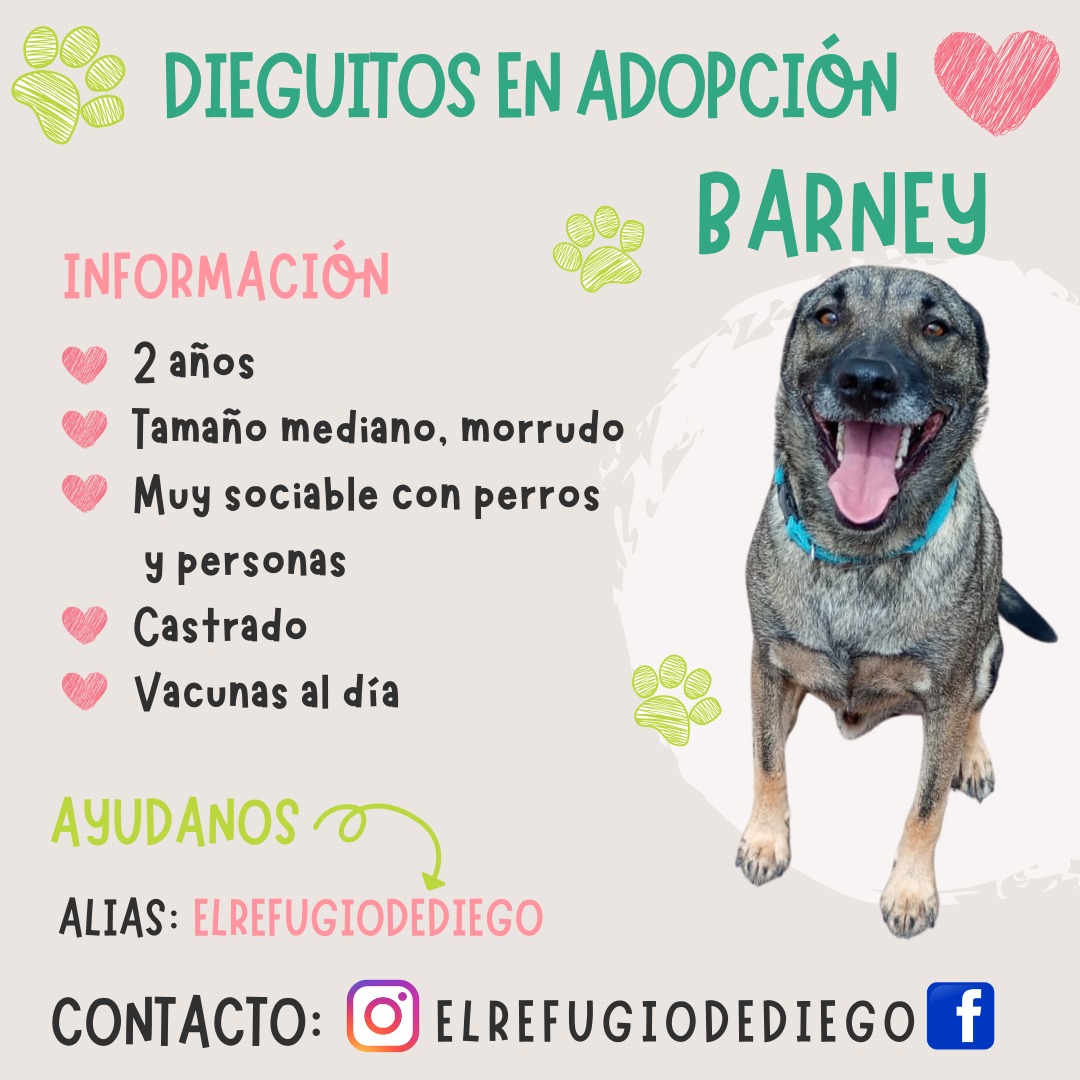 DIEGUITOS EN ADOPCIÓN
BARNEY
INFORMACIÓN
2 años
Tamaño mediano, morrudo
Muy sociable con perros
y personas
Castrado
Vacunas al día
AYUDANOS
ALIAS: ELREFUGIODEDIEGO
CONTACTO: ELREFUGIODEDIEGO